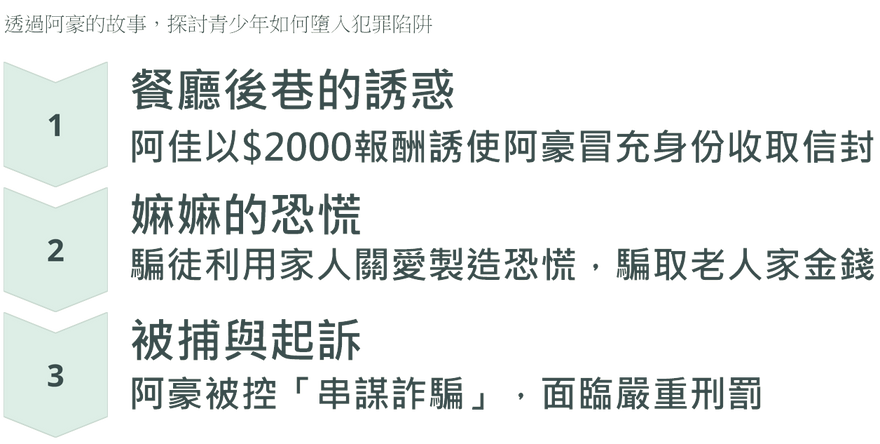 透過阿豪的故事，探討青少年如何墮入犯罪陷阱
1
餐廳後巷的誘惑
阿佳以$2000報酬誘使阿豪冒充身份收取信封
2
嫲嫲的恐慌
騙徒利用家人關愛製造恐慌，騙取老人家金錢
3
被捕與起訴
阿豪被控「串謀詐騙」，面臨嚴重刑罰